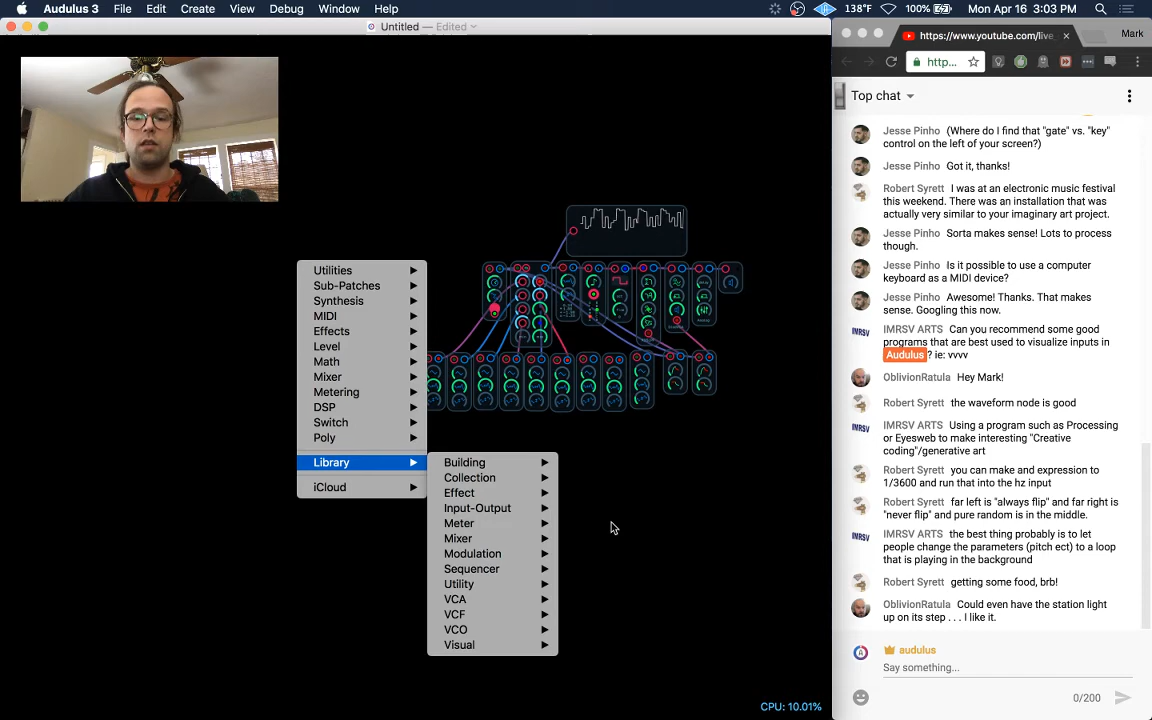 Audulus 3 File Edit Create View Debug Window Help 138°F 100% Mon Apr 16 3:03 PM
Untitled — Edited
https://www.youtube.com/live_
Mark
http...
Top chat
Jesse Pinho (Where do I find that "gate" vs. "key"
control on the left of your screen?)
Jesse Pinho Got it, thanks!
Robert Syrett I was at an electronic music festival
this weekend. There was an installation that was
actually very similar to your imaginary art project.
Jesse Pinho Sorta makes sense! Lots to process
though.
Jesse Pinho Is it possible to use a computer
keyboard as a MIDI device?
Jesse Pinho Awesome! Thanks. That makes
sense. Googling this now.
IMRSV ARTS Can you recommend some good
programs that are best used to visualize inputs in
Audulus ? ie: vvvv
OblivionRatula Hey Mark!
Robert Syrett the waveform node is good
IMRSV ARTS Using a program such as Processing
or Eyesweb to make interesting "Creative
coding"/generative art
Robert Syrett you can make and expression to
1/3600 and run that into the hz input
Robert Syrett far left is "always flip" and far right is
"never flip" and pure random is in the middle.
IMRSV ARTS the best thing probably is to let
people change the parameters (pitch ect) to a loop
that is playing in the background
Robert Syrett getting some food, brb!
OblivionRatula Could even have the station light
up on its step . . . I like it.
audulus
Say something...
0/200
Utilities
Sub-Patches
Synthesis
MIDI
Effects
Level
Math
Mixer
Metering
DSP
Switch
Poly
Library
iCloud
Building
Collection
Effect
Input-Output
Meter
Mixer
Modulation
Sequencer
Utility
VCA
VCF
VCO
Visual
CPU: 10.01%